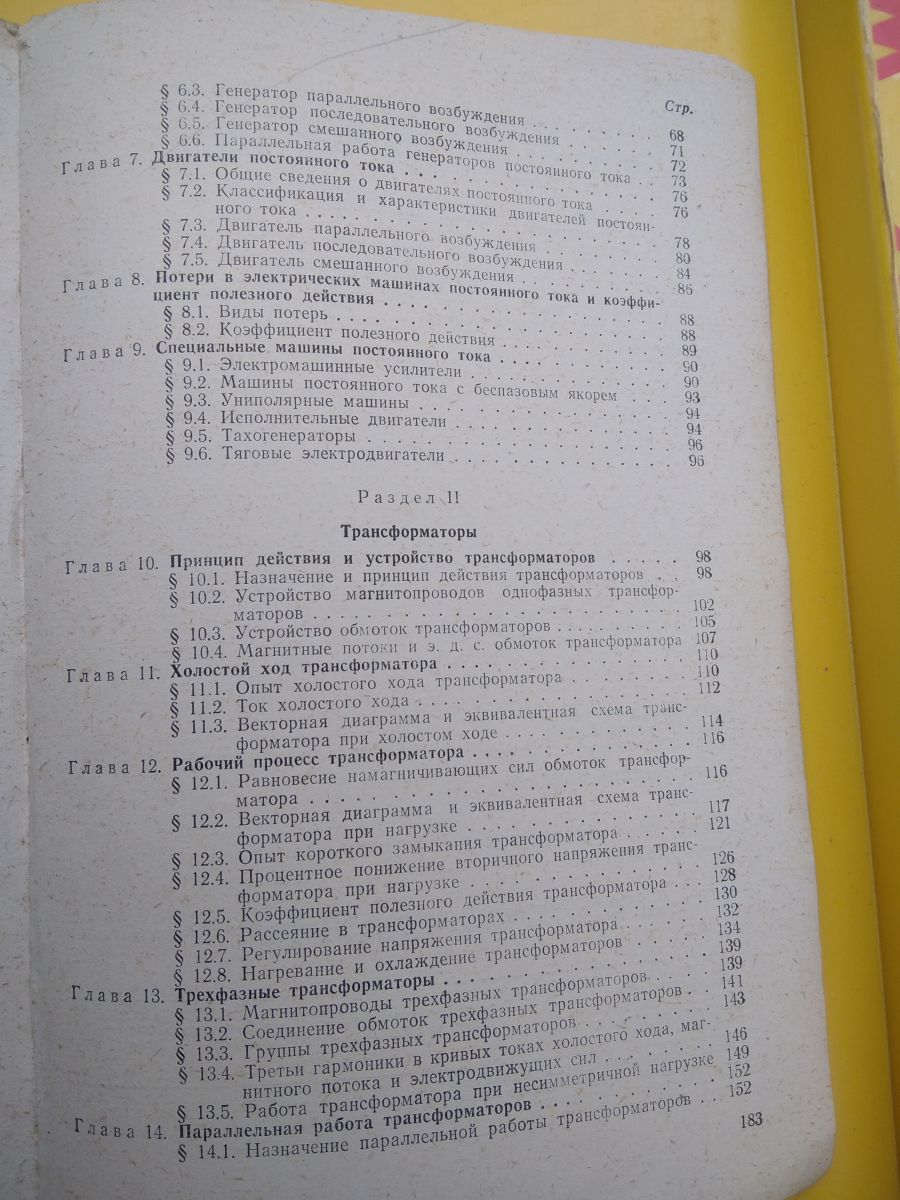 Стр.
§ 6.3. Генератор параллельного возбуждения . . . . . . . . 68
§ 6.4. Генератор последовательного возбуждения . . . . . . 71
§ 6.5. Генератор смешанного возбуждения . . . . . . . . . 72
§ 6.6. Параллельная работа генераторов постоянного тока . . 73
Глава 7. Двигатели постоянного тока . . . . . . . . . . . . 76
§ 7.1. Общие сведения о двигателях постоянного тока . . . . 76
§ 7.2. Классификация и характеристики двигателей постоян-
ного тока . . . . . . . . . . . . . . . . . . . . 78
§ 7.3. Двигатель параллельного возбуждения . . . . . . . . 80
§ 7.4. Двигатель последовательного возбуждения . . . . . . 84
§ 7.5. Двигатель смешанного возбуждения . . . . . . . . . 86
Глава 8. Потери в электрических машинах постоянного тока и коэффи-
циент полезного действия . . . . . . . . . . . . . . 88
§ 8.1. Виды потерь . . . . . . . . . . . . . . . . . . 88
§ 8.2. Коэффициент полезного действия . . . . . . . . . . 89
Глава 9. Специальные машины постоянного тока . . . . . . . . 90
§ 9.1. Электромашинные усилители . . . . . . . . . . . . 90
§ 9.2. Машины постоянного тока с беспазовым якорем . . . 93
§ 9.3. Униполярные машины . . . . . . . . . . . . . . . 94
§ 9.4. Исполнительные двигатели . . . . . . . . . . . . . 94
§ 9.5. Тахогенераторы . . . . . . . . . . . . . . . . . 96
§ 9.6. Тяговые электродвигатели . . . . . . . . . . . . . 96
Раздел II
Трансформаторы
Глава 10. Принцип действия и устройство трансформаторов . . . . 98
§ 10.1. Назначение и принцип действия трансформаторов . . 98
§ 10.2. Устройство магнитопроводов однофазных трансфор-
маторов . . . . . . . . . . . . . . . . . . . . 102
§ 10.3. Устройство обмоток трансформаторов . . . . . . . . 105
§ 10.4. Магнитные потоки и э. д. с. обмоток трансформатора 107
Глава 11. Холостой ход трансформатора . . . . . . . . . . . . 110
§ 11.1. Опыт холостого хода трансформатора . . . . . . . . 110
§ 11.2. Ток холостого хода . . . . . . . . . . . . . . . 112
§ 11.3. Векторная диаграмма и эквивалентная схема транс-
форматора при холостом ходе . . . . . . . . . . . 114
Глава 12. Рабочий процесс трансформатора . . . . . . . . . . . 116
§ 12.1. Равновесие намагничивающих сил обмоток трансфор-
матора . . . . . . . . . . . . . . . . . . . . 116
§ 12.2. Векторная диаграмма и эквивалентная схема транс-
форматора при нагрузке . . . . . . . . . . . . . 117
§ 12.3. Опыт короткого замыкания трансформатора . . . . . 121
§ 12.4. Процентное понижение вторичного напряжения транс-
форматора при нагрузке . . . . . . . . . . . . . 126
§ 12.5. Коэффициент полезного действия трансформатора . . . 128
§ 12.6. Рассеяние в трансформаторах . . . . . . . . . . . 130
§ 12.7. Регулирование напряжения трансформатора . . . . . . 132
§ 12.8. Нагревание и охлаждение трансформаторов . . . . . 134
Глава 13. Трехфазные трансформаторы . . . . . . . . . . . . . 139
§ 13.1. Магнитопроводы трехфазных трансформаторов . . . . 139
§ 13.2. Соединение обмоток трехфазных трансформаторов . . 141
§ 13.3. Группы трехфазных трансформаторов . . . . . . . . 143
§ 13.4. Третьи гармоники в кривых токах холостого хода, маг-
нитного потока и электродвижущих сил . . . . . . . 146
§ 13.5. Работа трансформатора при несимметричной нагрузке 149
Глава 14. Параллельная работа трансформаторов . . . . . . . . 152
§ 14.1. Назначение параллельной работы трансформаторов . . 152
183